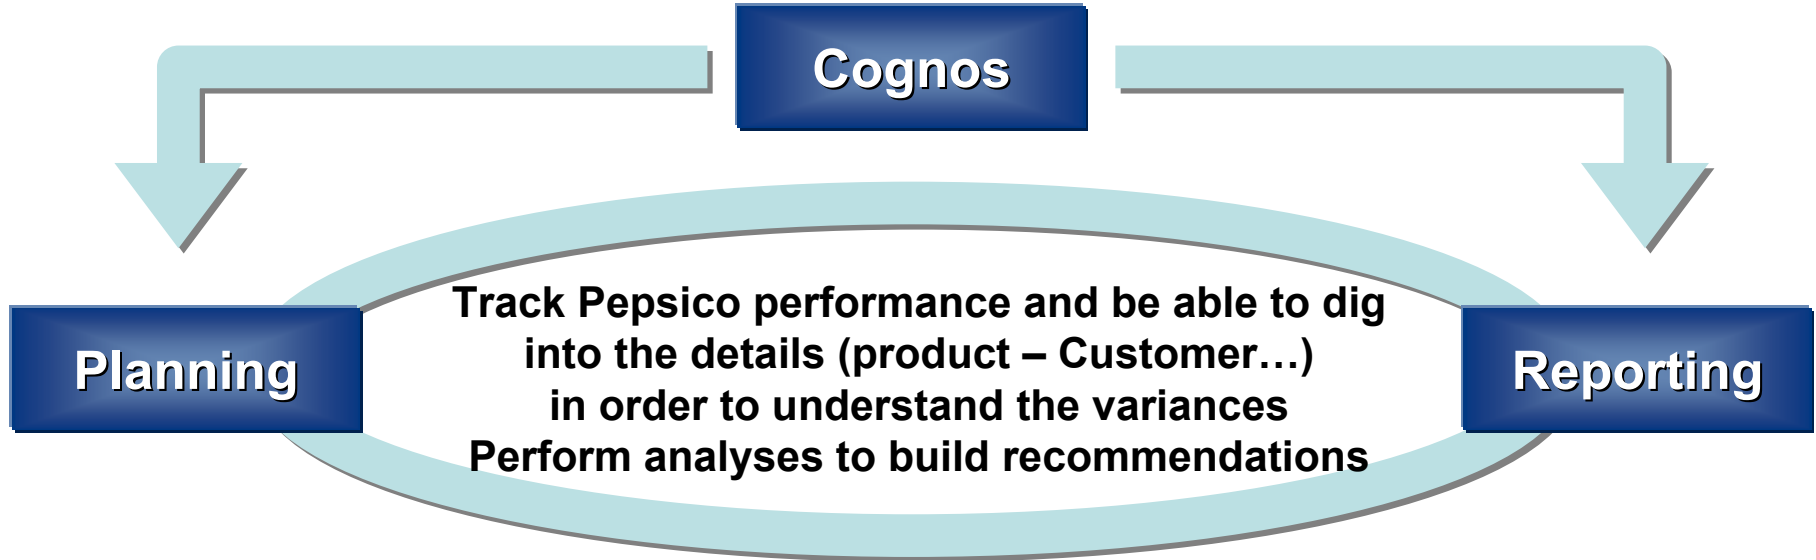 Cognos
Track Pepsico performance and be able to dig
into the details (product – Customer…)
in order to understand the variances
Perform analyses to build recommendations
Planning
Reporting